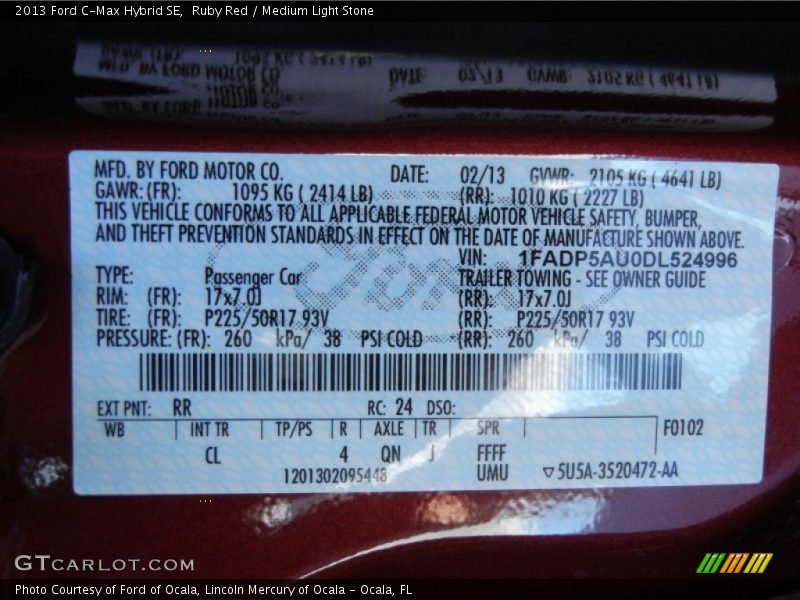 2013 Ford C-Max Hybrid SE,  Ruby Red / Medium Light Stone
MFD. BY FORD MOTOR CO. DATE: 02/13 GVWR: 2105 KG ( 4641 LB)
GAWR: (FR): 1095 KG ( 2414 LB) (RR): 1010 KG ( 2227 LB)
THIS VEHICLE CONFORMS TO ALL APPLICABLE FEDERAL MOTOR VEHICLE SAFETY, BUMPER,
AND THEFT PREVENTION STANDARDS IN EFFECT ON THE DATE OF MANUFACTURE SHOWN ABOVE.
VIN: 1FADP5AU0DL524996
TYPE: Passenger Car TRAILER TOWING - SEE OWNER GUIDE
RIM: (FR): 17x7.0J (RR): 17x7.0J
TIRE: (FR): P225/50R17 93V (RR): P225/50R17 93V
PRESSURE: (FR): 260 kPa/ 38 PSI COLD (RR): 260 kPa/ 38 PSI COLD
EXT PNT: RR RC: 24 DSO:
WB INT TR TP/PS R AXLE TR SPR F0102
CL 4 QN J FFFF
1201302095448 UMU ▽5U5A-3520472-AA
Ford
GTCARLOT.COM
Photo Courtesy of Ford of Ocala, Lincoln Mercury of Ocala - Ocala, FL